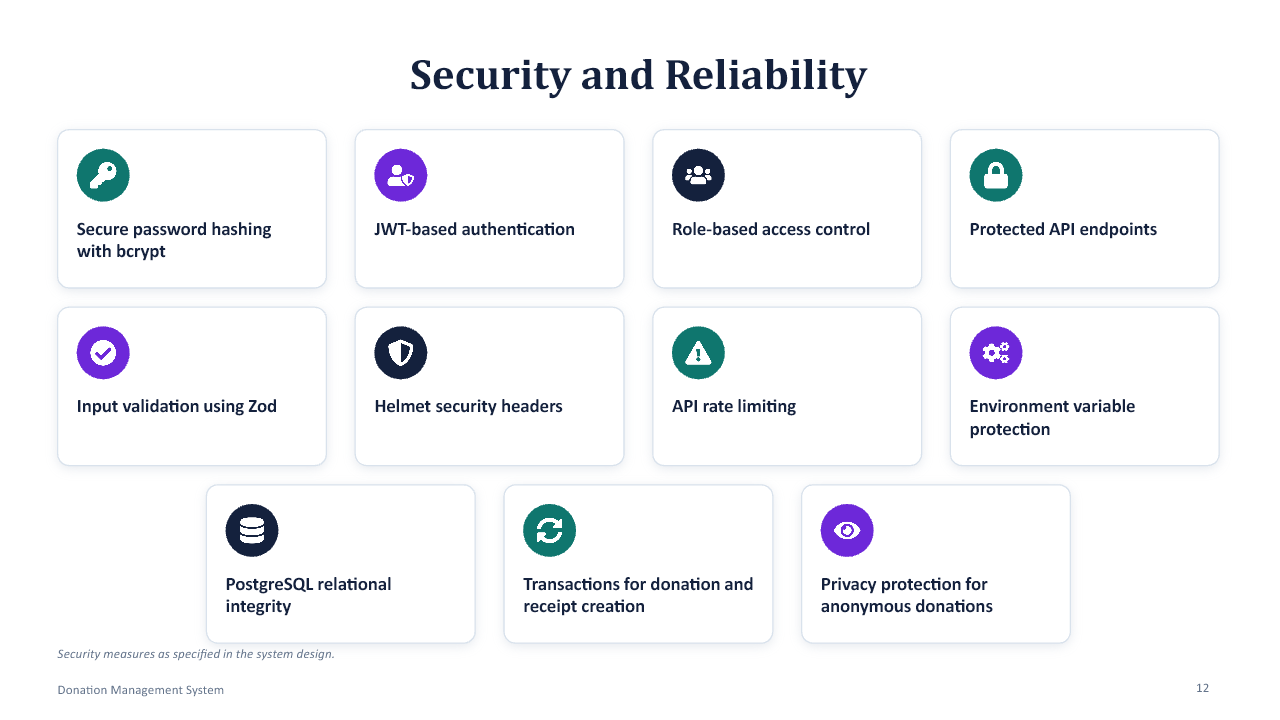 Security and Reliability
Secure password hashing
with bcrypt
JWT-based authentication
Role-based access control
Protected API endpoints
Input validation using Zod
Helmet security headers
API rate limiting
Environment variable
protection
PostgreSQL relational
integrity
Transactions for donation and
receipt creation
Privacy protection for
anonymous donations
Security measures as specified in the system design.
Donation Management System
12